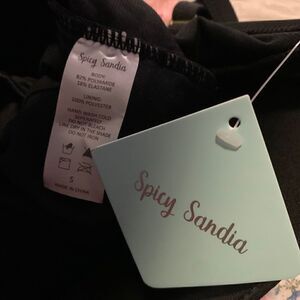 Spicy Sandia
BODY:
82% POLYAMIDE
18% ELASTANE
LINING:
100% POLYESTER
HAND WASH COLD
SEPARATELY
DO NOT BLEACH
LINE DRY IN THE SHADE
DO NOT IRON
S
MADE IN CHINA
Spicy Sandia